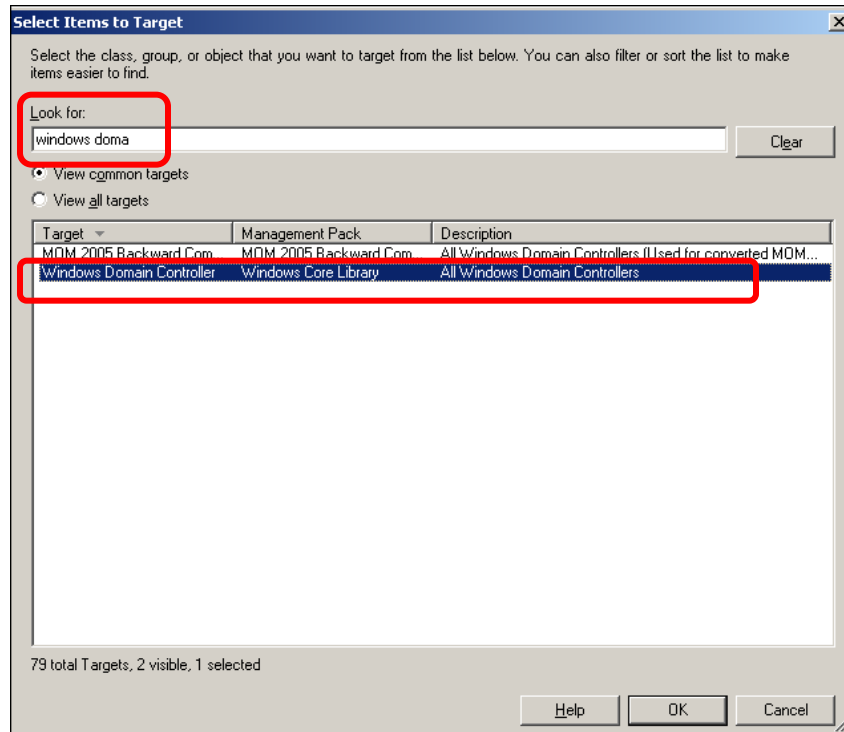 Select Items to Target
Select the class, group, or object that you want to target from the list below. You can also filter or sort the list to make
items easier to find.
Look for:
windows doma
Clear
View common targets
View all targets
Target Management Pack Description
MOM 2005 Backward Com... MOM 2005 Backward Com... All Windows Domain Controllers (Used for converted MOM...
Windows Domain Controller Windows Core Library All Windows Domain Controllers
79 total Targets, 2 visible, 1 selected
Help OK Cancel